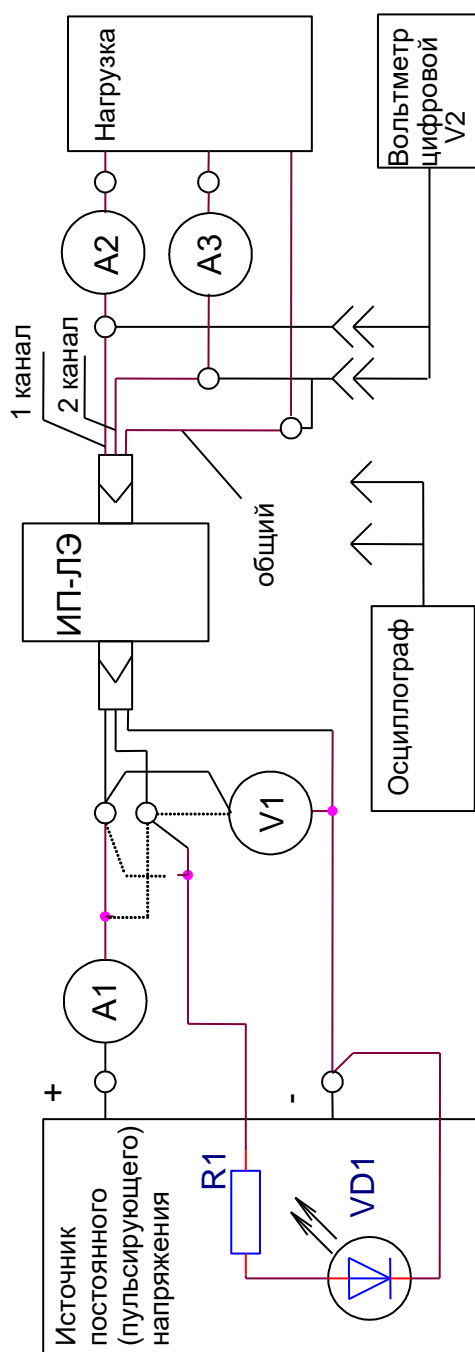 Источник
постоянного
(пульсирующего)
напряжения
+
-
R1
VD1
A1
V1
ИП-ЛЭ
1 канал
2 канал
общий
A2
A3
Нагрузка
Осциллограф
Вольтметр
цифровой
V2